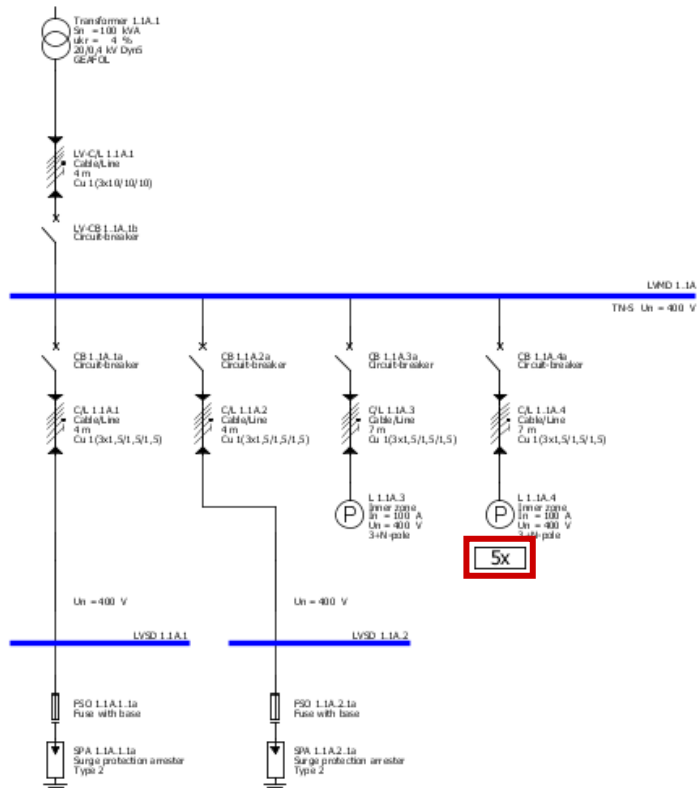 Transformer 1.1A.1
Sn = 100 kVA
ukr = 4 %
20/0,4 kV Dyn5
GEAFOL
LV-C/L 1.1A.1
Cable/Line
4 m
Cu 1(3x10/10/10)
LV-CB 1.1A.1b
Circuit-breaker
LVMD 1.1A
TN-S Un = 400 V
CB 1.1A.1a
Circuit-breaker
CB 1.1A.2a
Circuit-breaker
CB 1.1A.3a
Circuit-breaker
CB 1.1A.4a
Circuit-breaker
C/L 1.1A.1
Cable/Line
4 m
Cu 1(3x1,5/1,5/1,5)
C/L 1.1A.2
Cable/Line
4 m
Cu 1(3x1,5/1,5/1,5)
C/L 1.1A.3
Cable/Line
7 m
Cu 1(3x1,5/1,5/1,5)
C/L 1.1A.4
Cable/Line
7 m
Cu 1(3x1,5/1,5/1,5)
P
L 1.1A.3
Inner zone
In = 100 A
Un = 400 V
3+N-pole
P
L 1.1A.4
Inner zone
In = 100 A
Un = 400 V
3+N-pole
5x
Un = 400 V
Un = 400 V
LVSD 1.1A.1
LVSD 1.1A.2
FSO 1.1A.1.1a
Fuse with base
FSO 1.1A.2.1a
Fuse with base
SPA 1.1A.1.1a
Surge protection arrester
Type 2
SPA 1.1A.2.1a
Surge protection arrester
Type 2